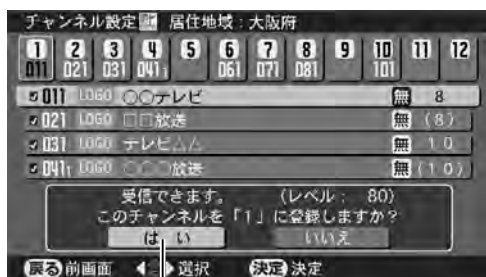 チャンネル設定 居住地域：大阪府
1 2 3 4 5 6 7 8 9 10 11 12
011 021 031 041₁ 061 071 081 101
011 LOGO ○○テレビ 無 8
021 LOGO □□放送 無 (8)
031 LOGO テレビ△△ 無 10
041₁ LOGO ○○○放送 無 (10)
受信できます。 (レベル： 80)
このチャンネルを「1」に登録しますか？
はい いいえ
戻る 前画面 選択 決定 決定